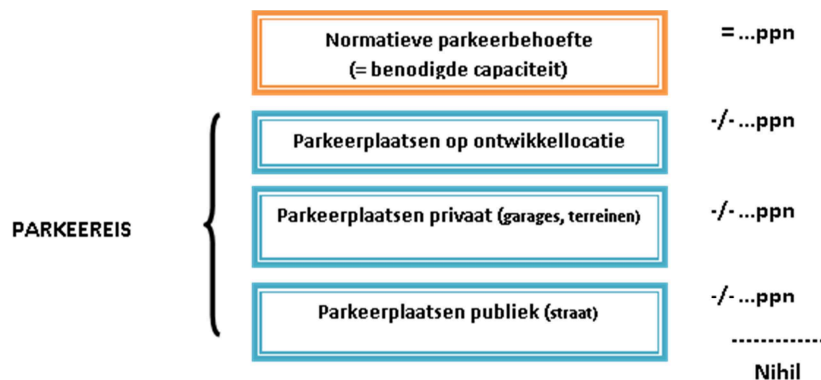 Normatieve parkeerbehoefte
(= benodigde capaciteit)
= ...ppn
Parkeerplaatsen op ontwikkellocatie
-/- ...ppn
PARKEEREIS
Parkeerplaatsen privaat (garages, terreinen)
-/- ...ppn
Parkeerplaatsen publiek (straat)
-/- ...ppn
Nihil